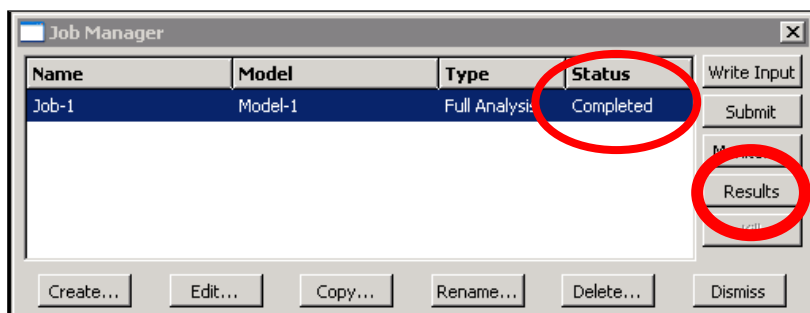 Job Manager
Name Model Type Status Write Input
Job-1 Model-1 Full Analysis Completed Submit
Results
Create... Edit... Copy... Rename... Delete... Dismiss